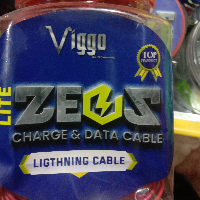 Viggo
TOP
LITE
ZEUS
CHARGE & DATA CABLE
LIGTHNING CABLE